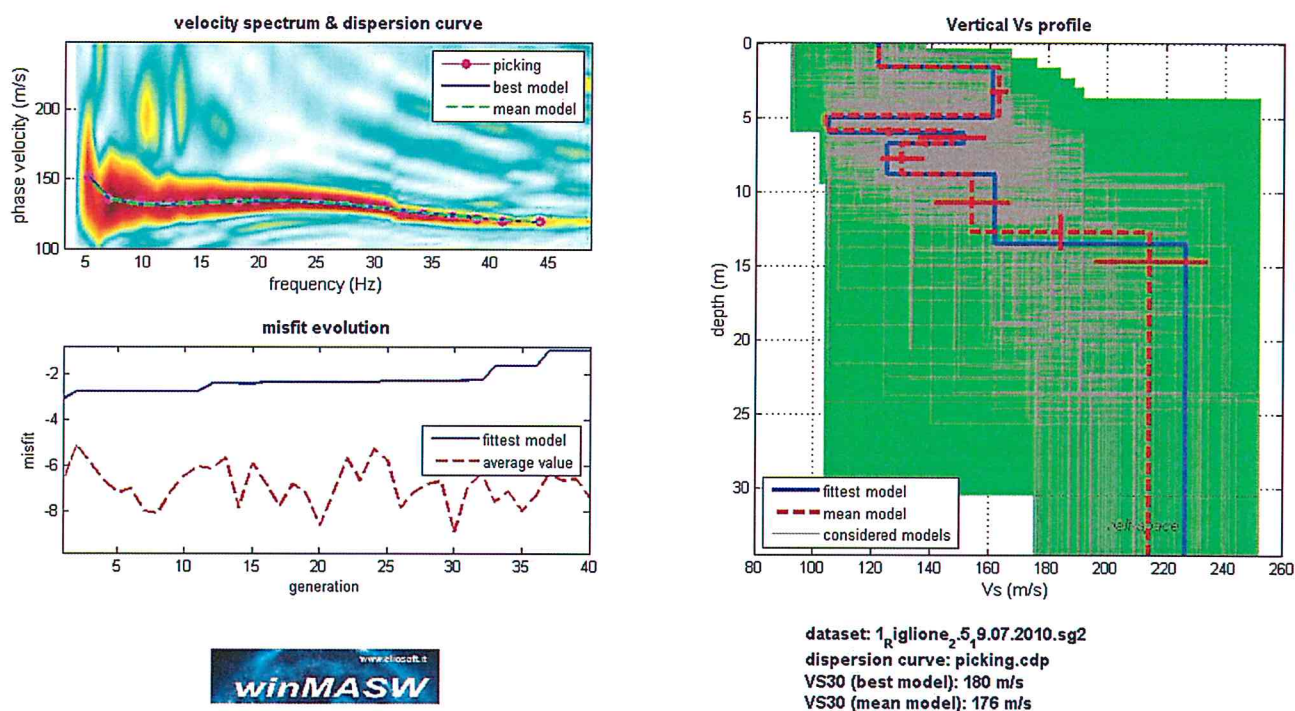 velocity spectrum & dispersion curve
phase velocity (m/s)
200
150
100
picking
best model
mean model
5 10 15 20 25 30 35 40 45
frequency (Hz)
misfit evolution
misfit
-2
-4
-6
-8
fittest model
average value
5 10 15 20 25 30 35 40
generation
www.eliosoft.it
winMASW
Vertical Vs profile
depth (m)
0
5
10
15
20
25
30
fittest model
mean model
considered models
80 100 120 140 160 180 200 220 240 260
Vs (m/s)
dataset: 1Riglione2.519.07.2010.sg2
dispersion curve: picking.cdp
VS30 (best model): 180 m/s
VS30 (mean model): 176 m/s